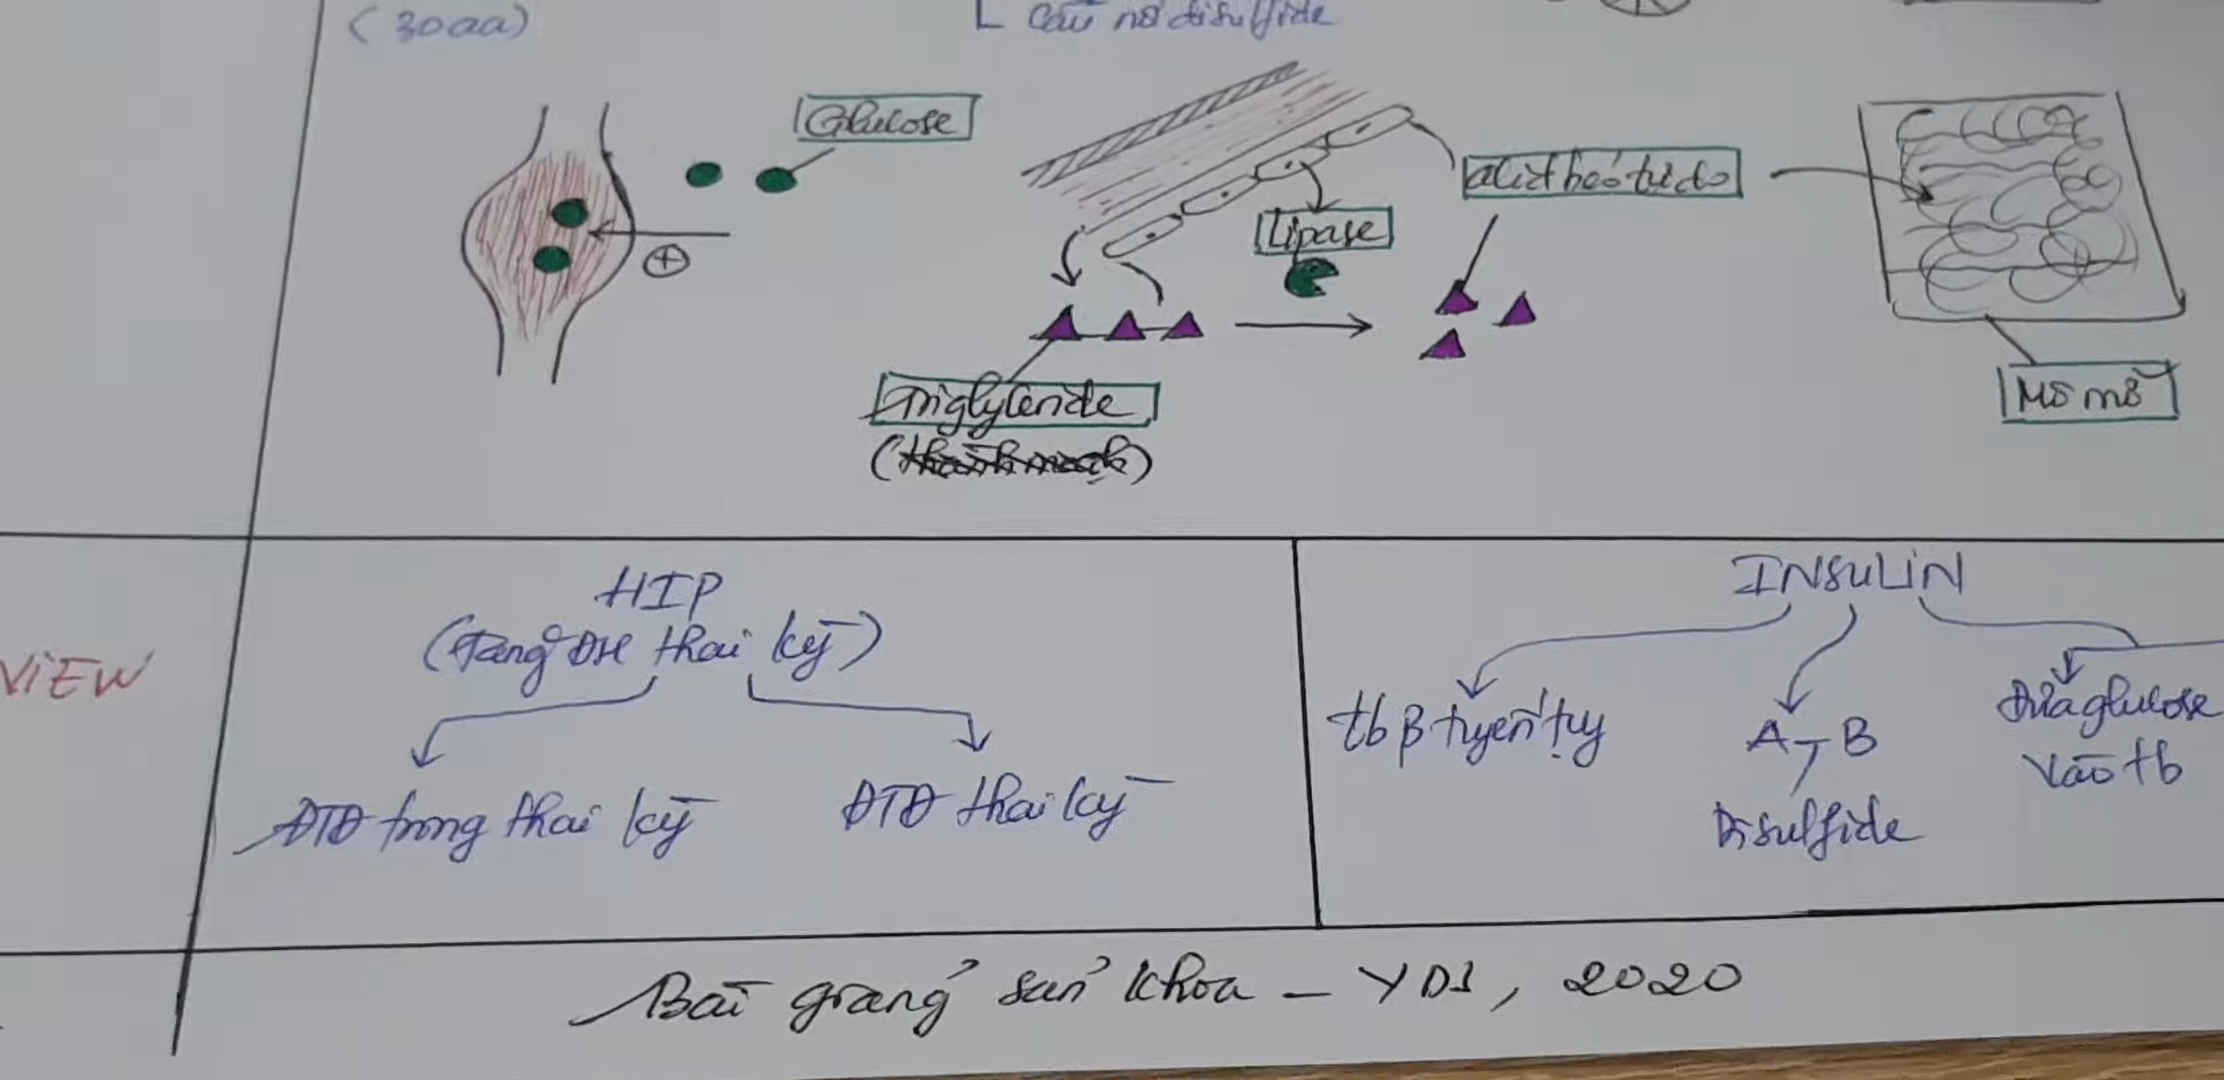 (30aa)
Cầu nối disulfide
Glucose
acid béo tự do
Lipase
Triglyceride
Mô mỡ
VIEW
HIP
(Tăng ĐH thai kỳ)
ĐTĐ trong thai kỳ
ĐTĐ thai kỳ
INSULIN
tb β tuyến tụy
A B
Disulfide
Đưa glucose
vào tb
Bài giảng sản khoa - YDS, 2020